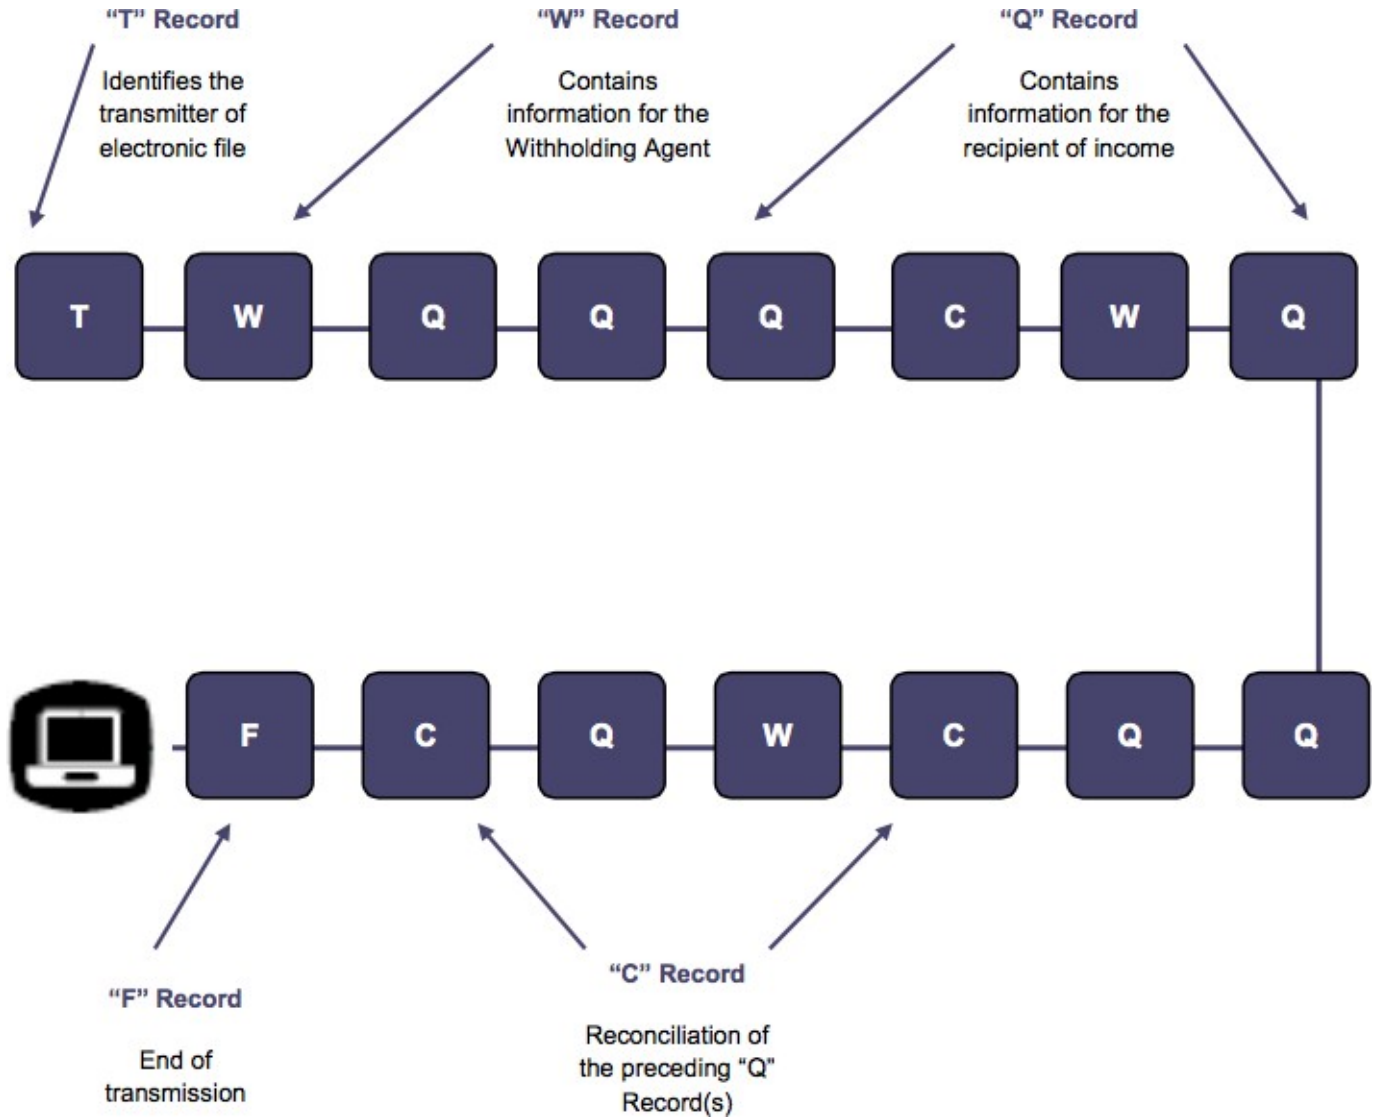 “T” Record
Identifies the
transmitter of
electronic file
“W” Record
Contains
information for the
Withholding Agent
“Q” Record
Contains
information for the
recipient of income
T
W
Q
Q
Q
C
W
Q
F
C
Q
W
C
Q
Q
“F” Record
End of
transmission
“C” Record
Reconciliation of
the preceding “Q”
Record(s)